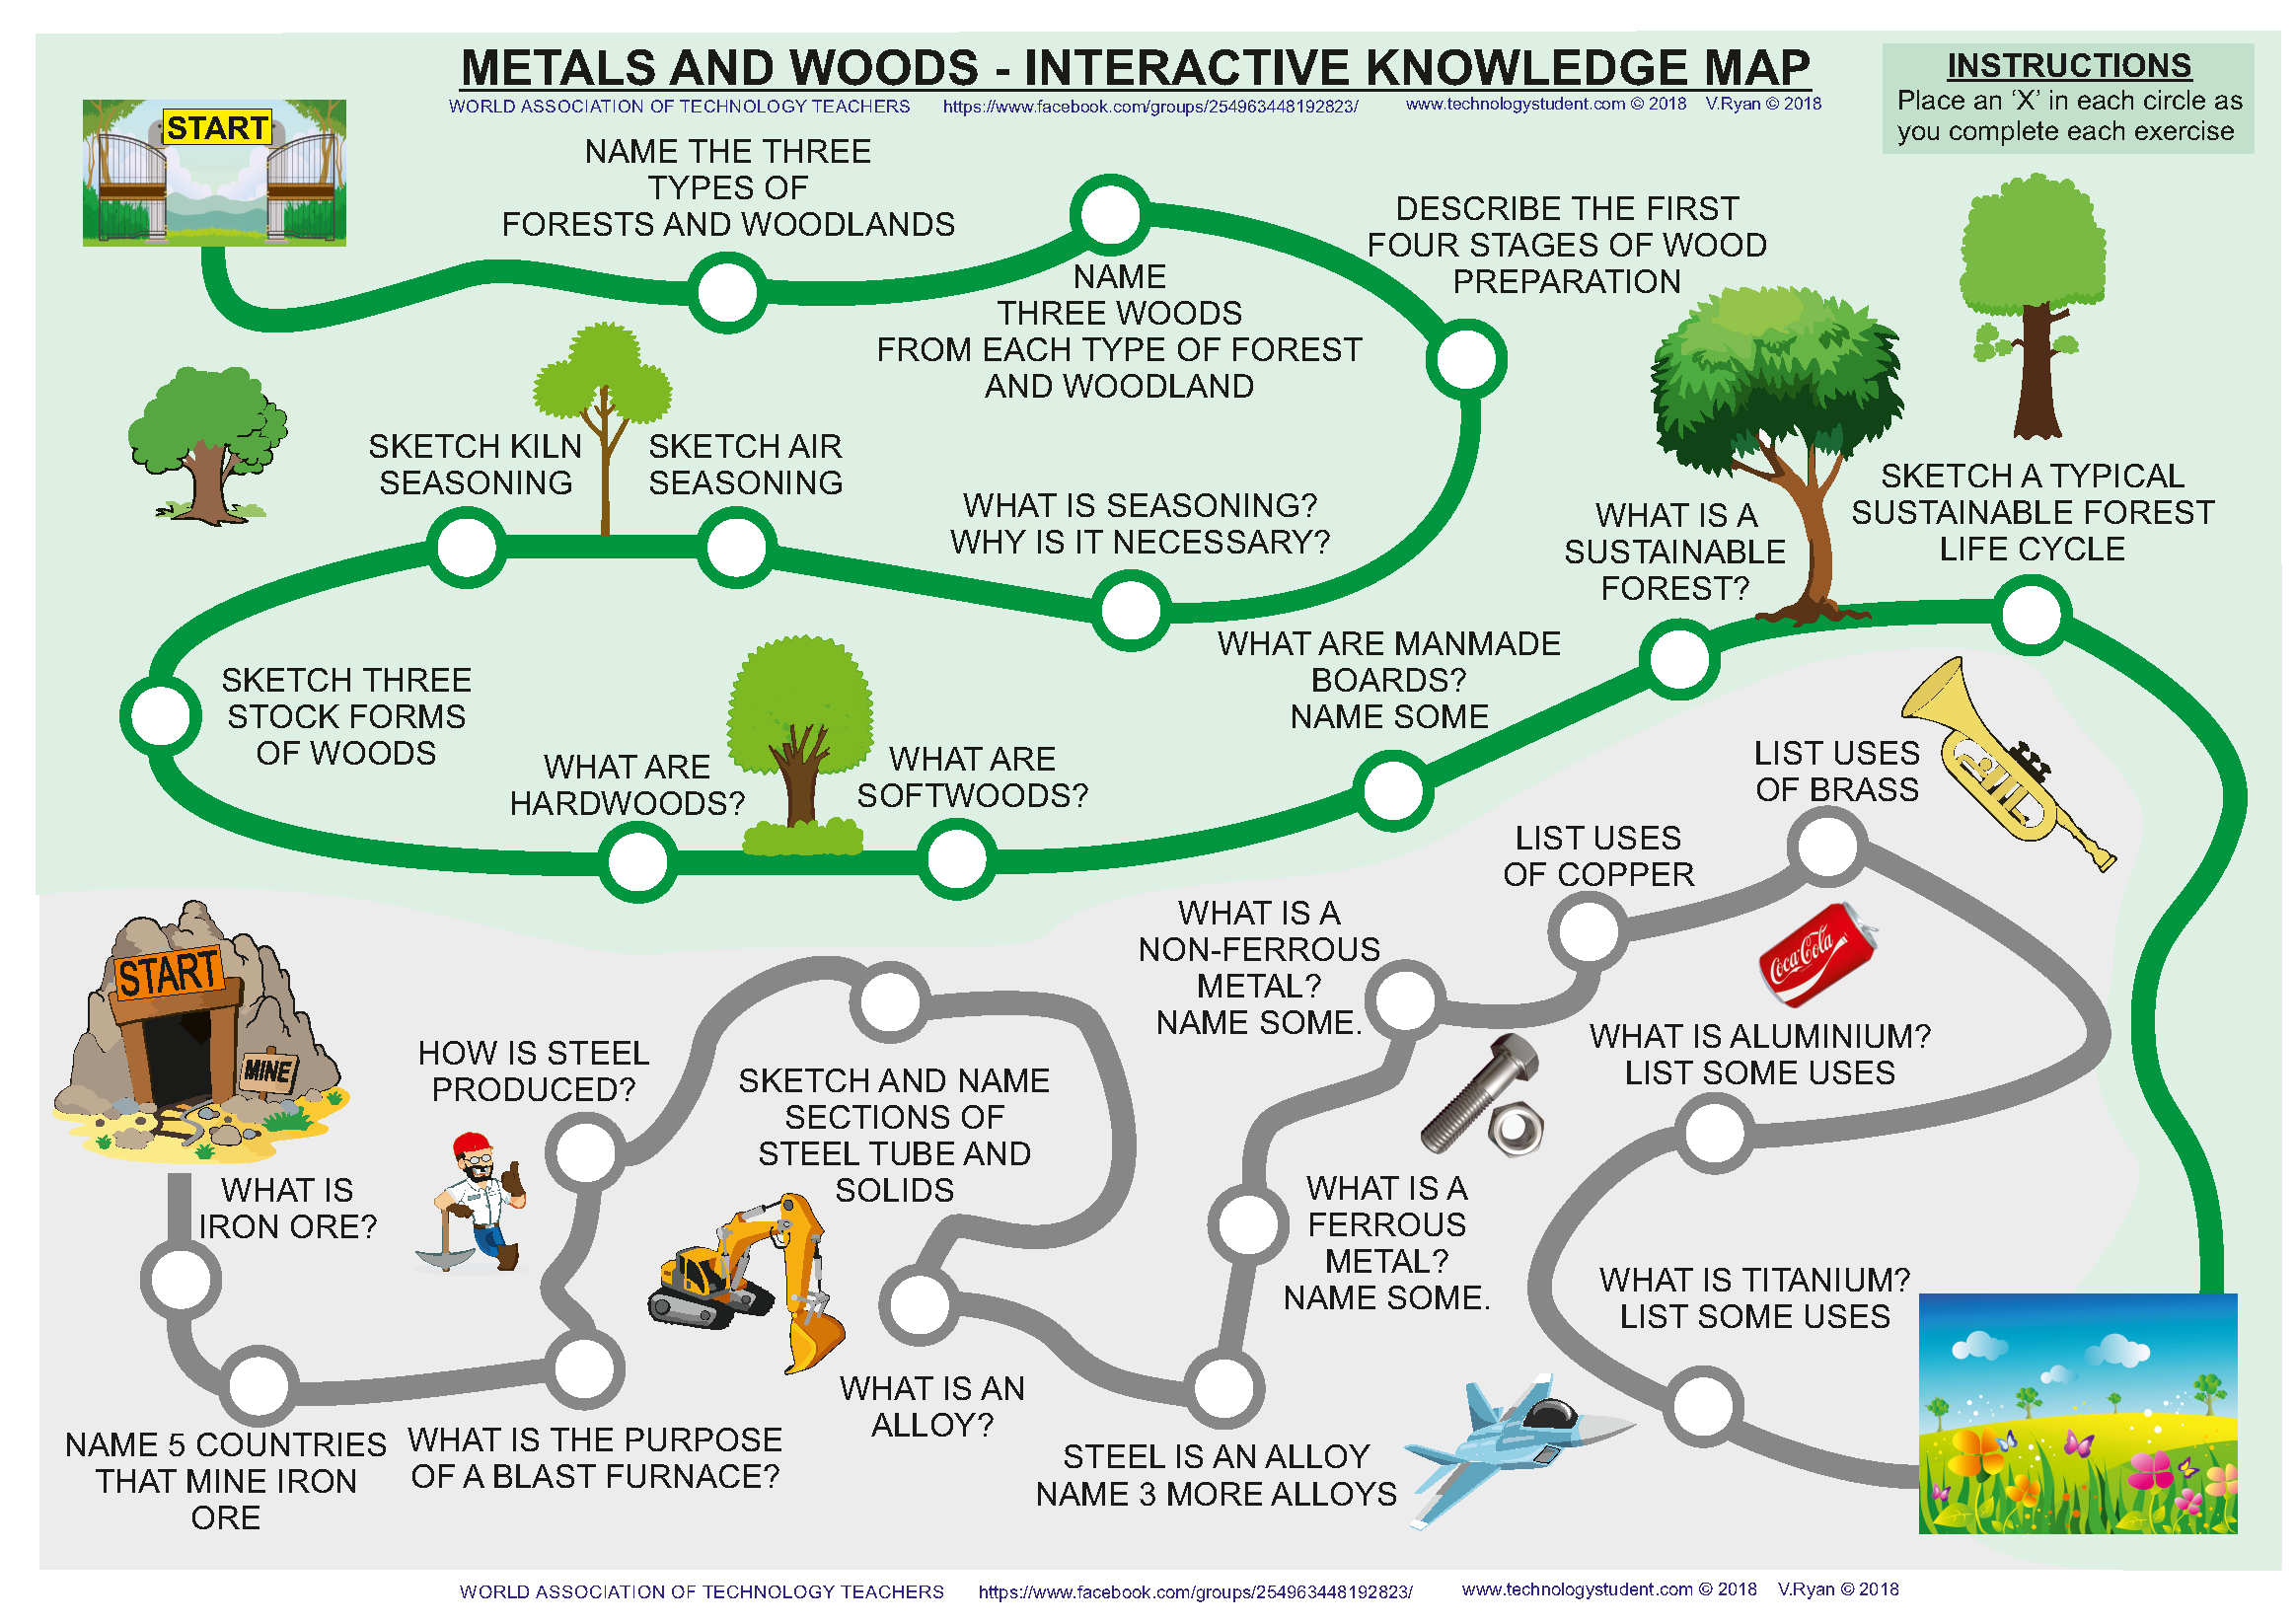 METALS AND WOODS - INTERACTIVE KNOWLEDGE MAP
WORLD ASSOCIATION OF TECHNOLOGY TEACHERS https://www.facebook.com/groups/254963448192823/ www.technologystudent.com © 2018 V.Ryan © 2018
INSTRUCTIONS
Place an ‘X’ in each circle as
you complete each exercise
START
NAME THE THREE
TYPES OF
FORESTS AND WOODLANDS
NAME
THREE WOODS
FROM EACH TYPE OF FOREST
AND WOODLAND
DESCRIBE THE FIRST
FOUR STAGES OF WOOD
PREPARATION
WHAT IS SEASONING?
WHY IS IT NECESSARY?
SKETCH AIR
SEASONING
SKETCH KILN
SEASONING
SKETCH THREE
STOCK FORMS
OF WOODS
WHAT ARE
HARDWOODS?
WHAT ARE
SOFTWOODS?
WHAT ARE MANMADE
BOARDS?
NAME SOME
WHAT IS A
SUSTAINABLE
FOREST?
SKETCH A TYPICAL
SUSTAINABLE FOREST
LIFE CYCLE
START
MINE
WHAT IS
IRON ORE?
NAME 5 COUNTRIES
THAT MINE IRON
ORE
WHAT IS THE PURPOSE
OF A BLAST FURNACE?
HOW IS STEEL
PRODUCED?
SKETCH AND NAME
SECTIONS OF
STEEL TUBE AND
SOLIDS
WHAT IS AN
ALLOY?
STEEL IS AN ALLOY
NAME 3 MORE ALLOYS
WHAT IS A
FERROUS
METAL?
NAME SOME.
WHAT IS A
NON-FERROUS
METAL?
NAME SOME.
LIST USES
OF COPPER
LIST USES
OF BRASS
Coca-Cola
WHAT IS ALUMINIUM?
LIST SOME USES
WHAT IS TITANIUM?
LIST SOME USES
WORLD ASSOCIATION OF TECHNOLOGY TEACHERS https://www.facebook.com/groups/254963448192823/ www.technologystudent.com © 2018 V.Ryan © 2018